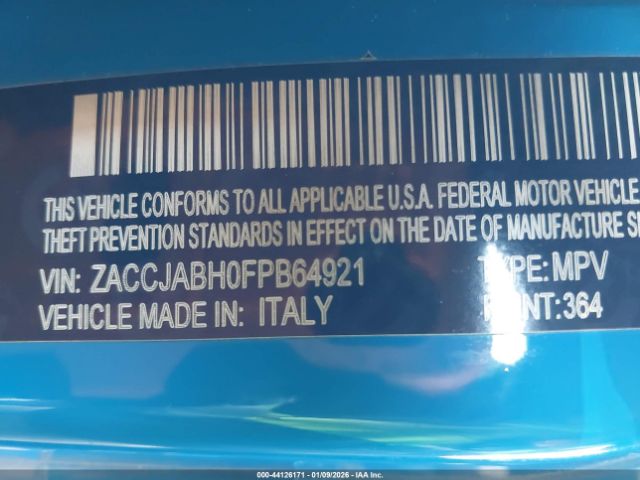 THIS VEHICLE CONFORMS TO ALL APPLICABLE U.S.A. FEDERAL MOTOR VEHICLE
THEFT PREVENTION STANDARDS IN EFFECT ON THE DATE OF MANUFACTURE
VIN: ZACCJABH0FPB64921 TYPE: MPV
VEHICLE MADE IN: ITALY PAINT: 364
000-44126171 - 01/09/2026 - IAA Inc.